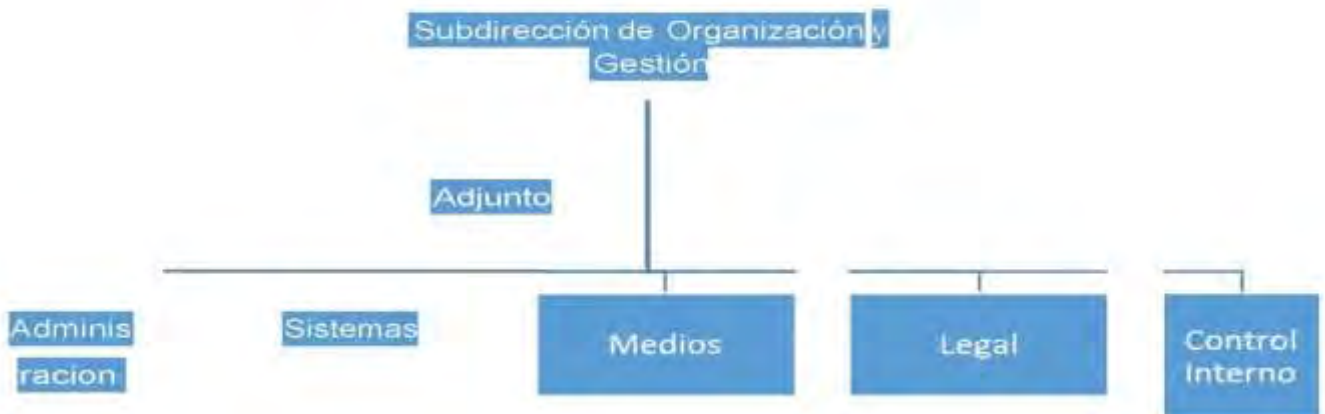 Subdirección de Organización y
Gestión
Adjunto
Adminis
racion
Sistemas
Medios
Legal
Control
Interno